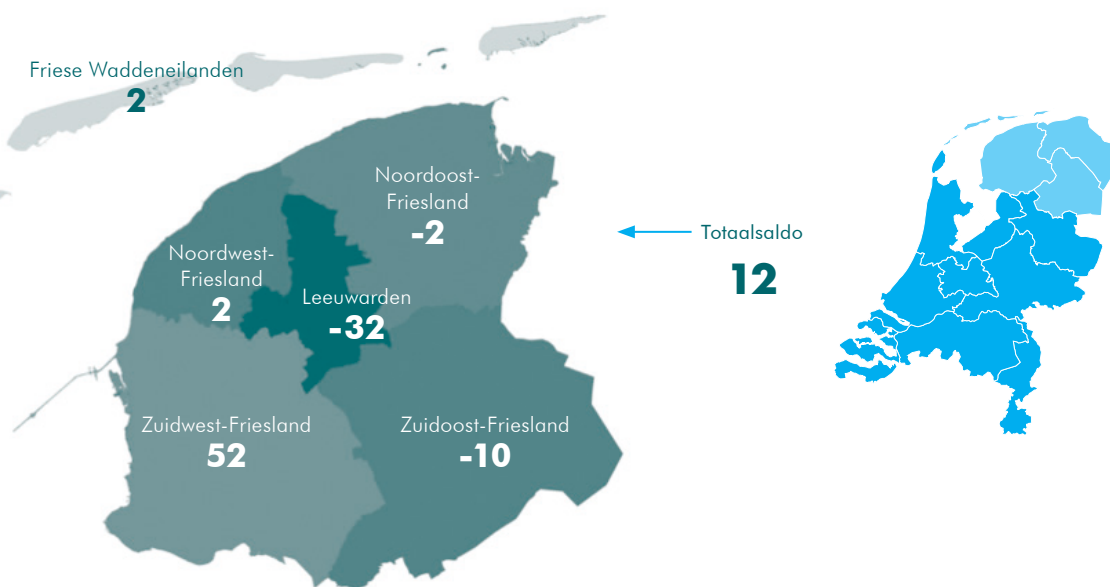 Friese Waddeneilanden
2
Noordoost-
Friesland
-2
Noordwest-
Friesland
2
Leeuwarden
-32
Totaalsaldo
12
Zuidwest-Friesland
52
Zuidoost-Friesland
-10